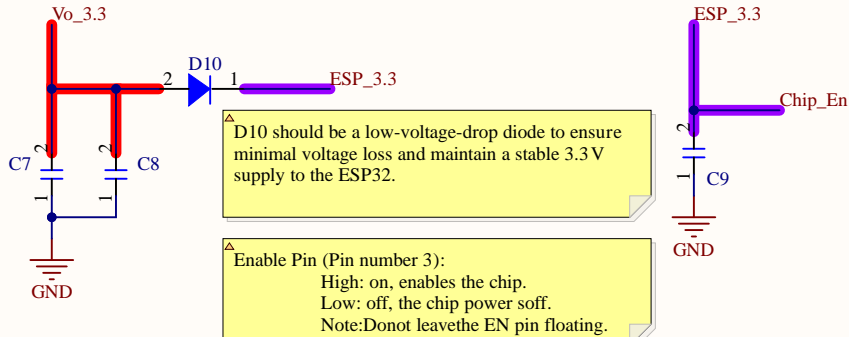 Vo_3.3
ESP_3.3
D10
2
1
ESP_3.3
Chip_En
D10 should be a low-voltage-drop diode to ensure
minimal voltage loss and maintain a stable 3.3V
supply to the ESP32.
2
2
2
C7
C8
C9
1
1
1
GND
GND
Enable Pin (Pin number 3):
High: on, enables the chip.
Low: off, the chip power soff.
Note:Donot leavethe EN pin floating.